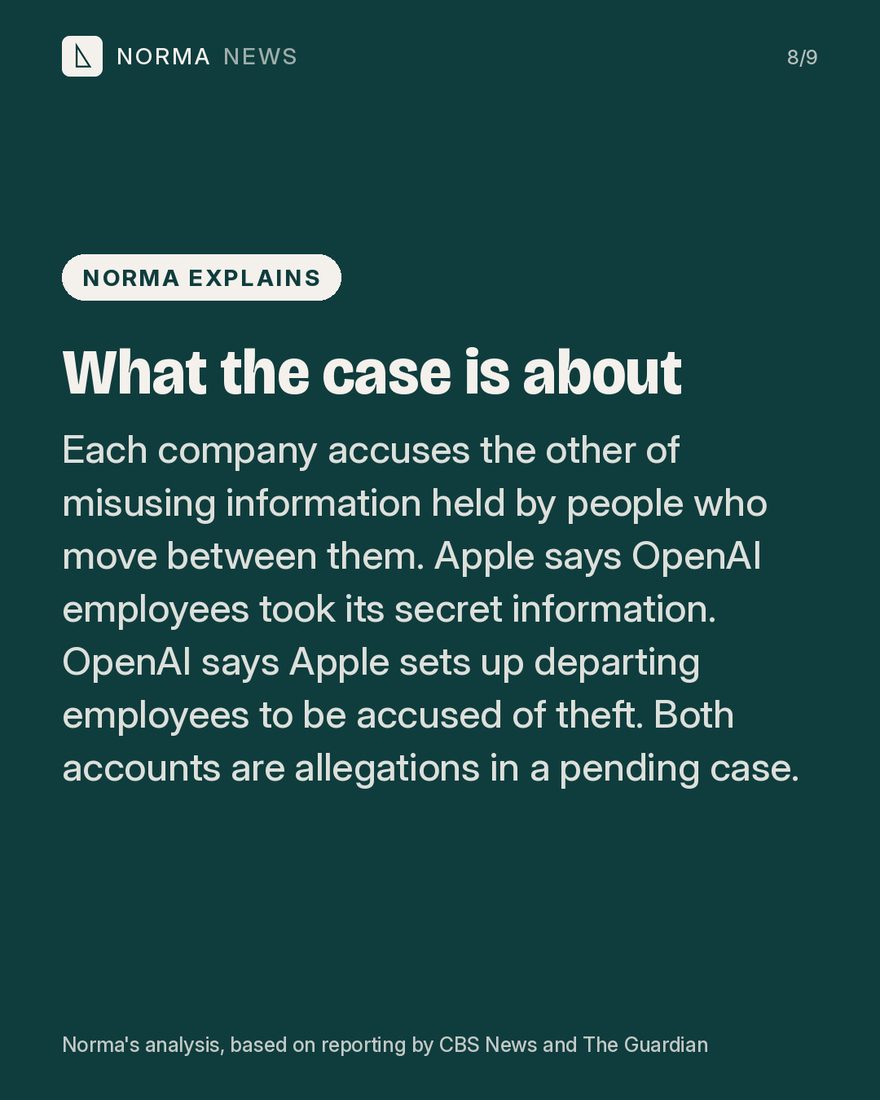 NORMA NEWS
8/9
NORMA EXPLAINS
What the case is about
Each company accuses the other of
misusing information held by people who
move between them. Apple says OpenAI
employees took its secret information.
OpenAI says Apple sets up departing
employees to be accused of theft. Both
accounts are allegations in a pending case.
Norma's analysis, based on reporting by CBS News and The Guardian